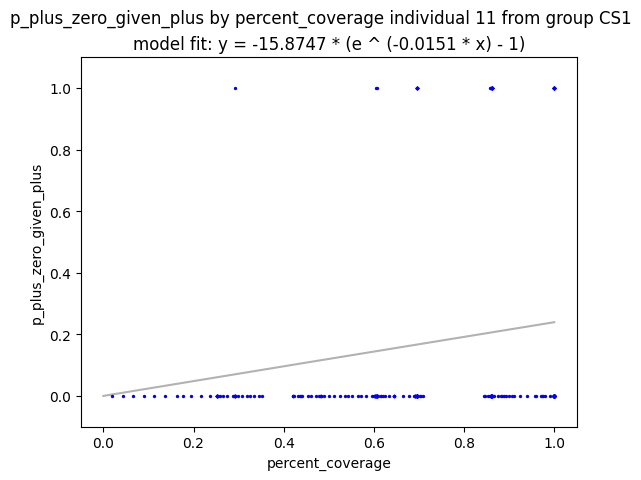 p_plus_zero_given_plus by percent_coverage individual 11 from group CS1
model fit: y = -15.8747 * (e ^ (-0.0151 * x) - 1)
1.0
0.8
0.6
0.4
0.2
0.0
p_plus_zero_given_plus
0.0 0.2 0.4 0.6 0.8 1.0
percent_coverage